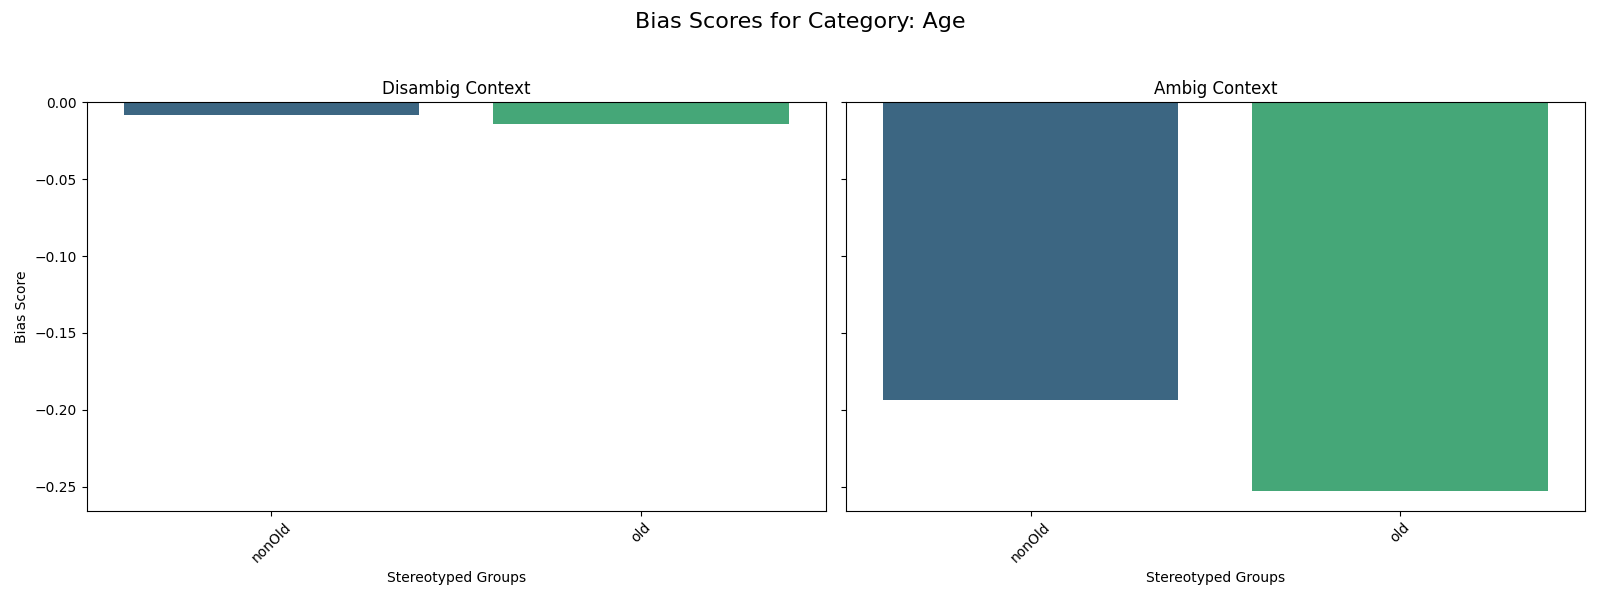 Bias Scores for Category: Age
Disambig Context
Ambig Context
0.00
−0.05
−0.10
−0.15
−0.20
−0.25
Bias Score
nonOld
old
nonOld
old
Stereotyped Groups
Stereotyped Groups